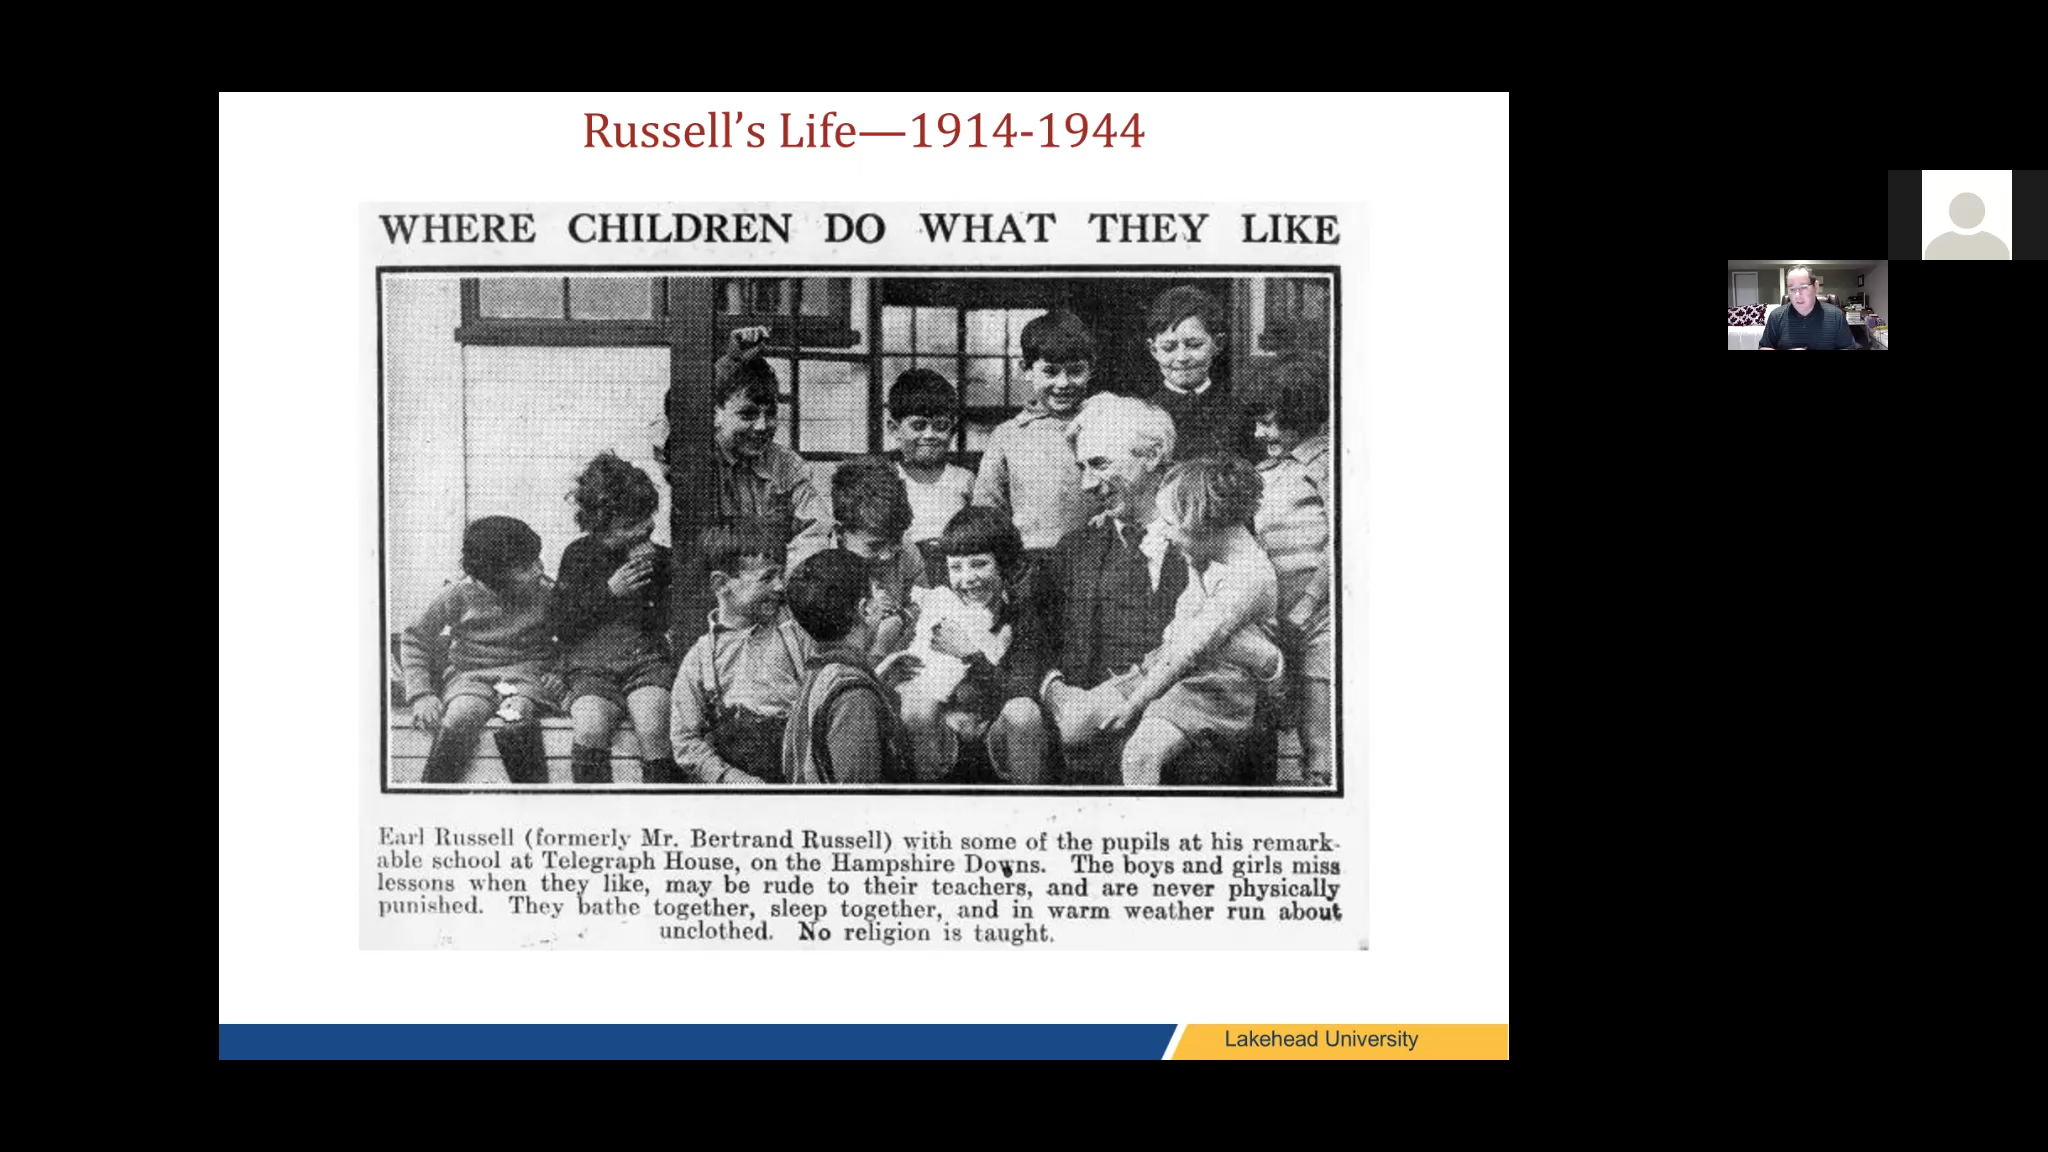 Russell's Life—1914-1944
WHERE CHILDREN DO WHAT THEY LIKE
Earl Russell (formerly Mr. Bertrand Russell) with some of the pupils at his remark-
able school at Telegraph House, on the Hampshire Downs. The boys and girls miss
lessons when they like, may be rude to their teachers, and are never physically
punished. They bathe together, sleep together, and in warm weather run about
unclothed. No religion is taught.
Lakehead University